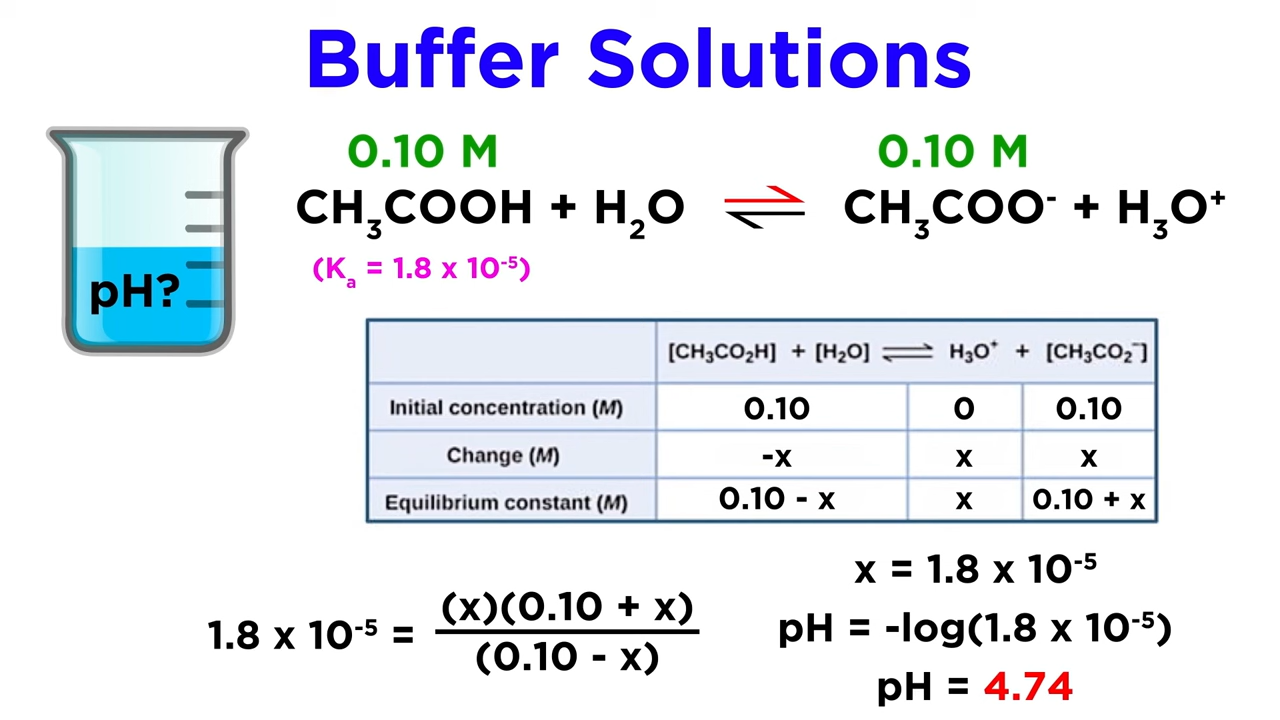 Buffer Solutions
0.10 M 0.10 M
CH₃COOH + H₂O ⇌ CH₃COO⁻ + H₃O⁺
(Kₐ = 1.8 x 10⁻⁵)
pH?
[CH₃CO₂H] + [H₂O] ⇌ H₃O⁺ + [CH₃CO₂⁻]
Initial concentration (M) 0.10 0 0.10
Change (M) -x x x
Equilibrium constant (M) 0.10 - x x 0.10 + x
x = 1.8 x 10⁻⁵
1.8 x 10⁻⁵ = (x)(0.10 + x)
(0.10 - x)
pH = -log(1.8 x 10⁻⁵)
pH = 4.74